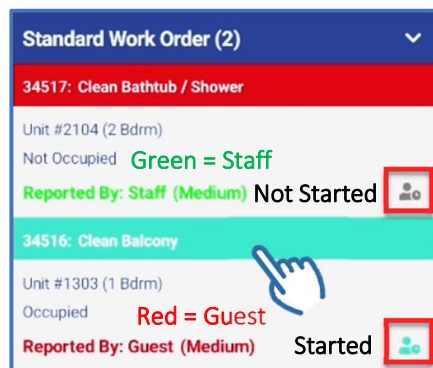 Standard Work Order (2)
34517: Clean Bathtub / Shower
Unit #2104 (2 Bdrm)
Not Occupied Green = Staff
Reported By: Staff (Medium) Not Started
34516: Clean Balcony
Unit #1303 (1 Bdrm)
Occupied Red = Guest
Reported By: Guest (Medium) Started